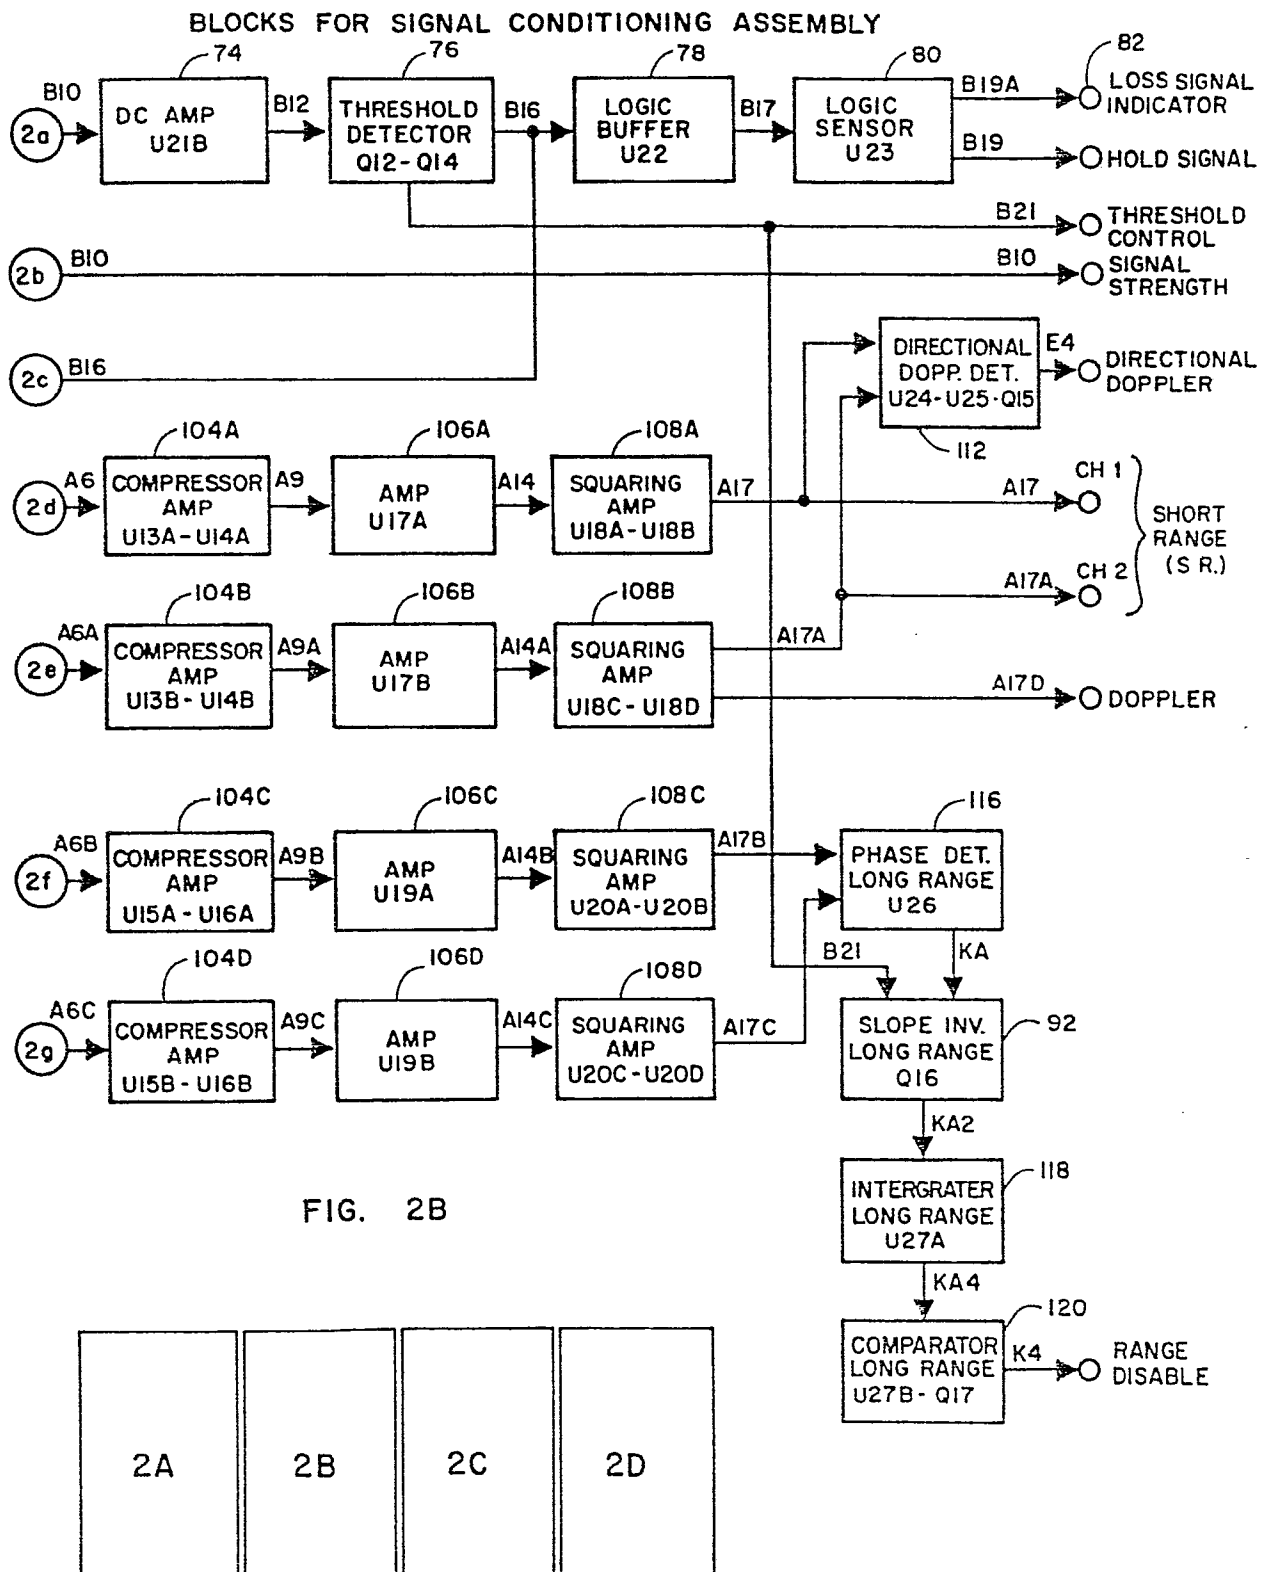 BLOCKS FOR SIGNAL CONDITIONING ASSEMBLY
74
76
78
80
82
B10
2a
DC AMP
U21B
B12
THRESHOLD
DETECTOR
Q12-Q14
B16
LOGIC
BUFFER
U22
B17
LOGIC
SENSOR
U23
B19A
LOSS SIGNAL
INDICATOR
B19
HOLD SIGNAL
B21
THRESHOLD
CONTROL
2b
B10
B10
SIGNAL
STRENGTH
2c
B16
DIRECTIONAL
DOPP. DET.
U24-U25-Q15
E4
DIRECTIONAL
DOPPLER
112
104A
106A
108A
2d
A6
COMPRESSOR
AMP
U13A-U14A
A9
AMP
U17A
A14
SQUARING
AMP
U18A-U18B
A17
A17
CH 1
SHORT
RANGE
(S R.)
A17A
CH 2
104B
106B
108B
2e
A6A
COMPRESSOR
AMP
U13B-U14B
A9A
AMP
U17B
A14A
SQUARING
AMP
U18C-U18D
A17A
A17D
DOPPLER
104C
106C
108C
116
2f
A6B
COMPRESSOR
AMP
U15A-U16A
A9B
AMP
U19A
A14B
SQUARING
AMP
U20A-U20B
A17B
PHASE DET.
LONG RANGE
U26
104D
106D
108D
B21
KA
2g
A6C
COMPRESSOR
AMP
U15B-U16B
A9C
AMP
U19B
A14C
SQUARING
AMP
U20C-U20D
A17C
SLOPE INV.
LONG RANGE
Q16
92
KA2
INTERGRATER
LONG RANGE
U27A
118
KA4
COMPARATOR
LONG RANGE
U27B- Q17
120
K4
RANGE
DISABLE
FIG. 2B
2A
2B
2C
2D